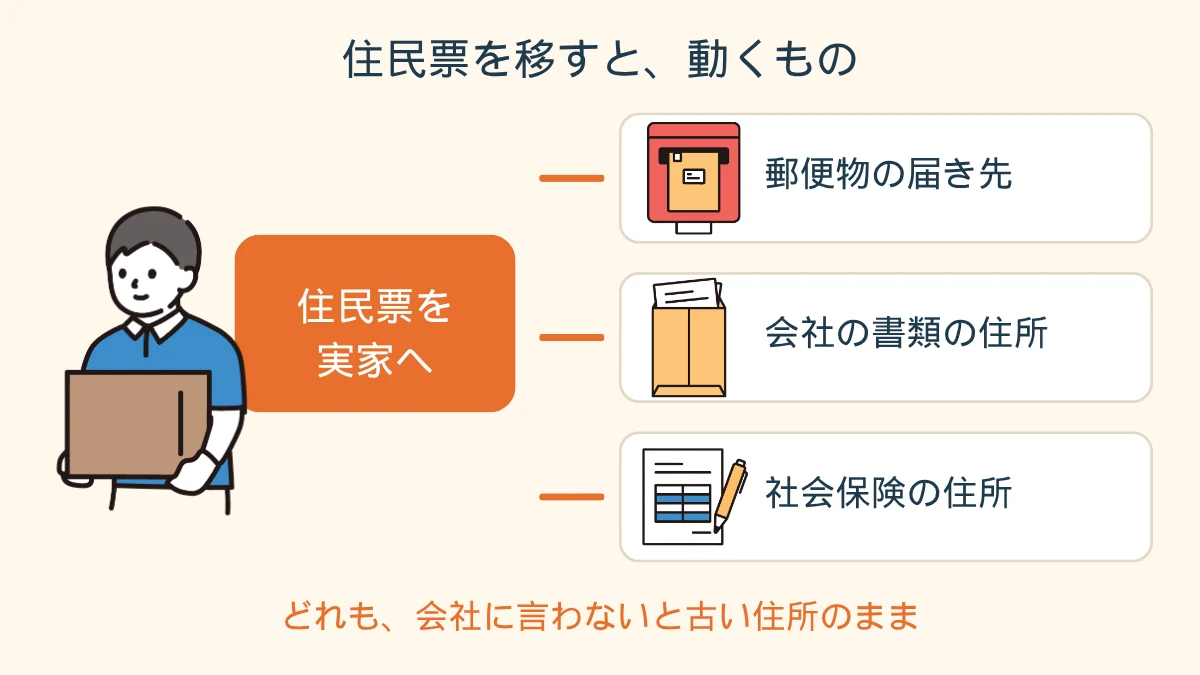 住民票を移すと、動くもの
住民票を
実家へ
郵便物の届き先
会社の書類の住所
社会保険の住所
どれも、会社に言わないと古い住所のまま